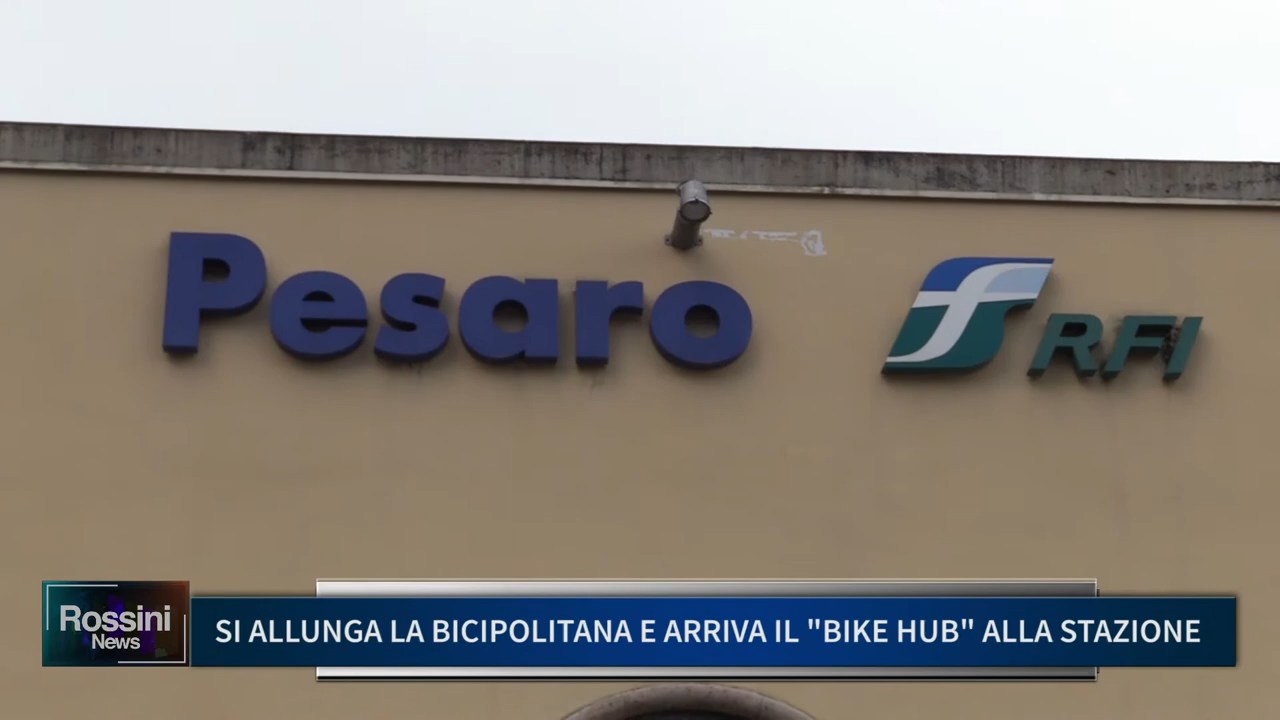 Pesaro
RFI
Rossini
News
SI ALLUNGA LA BICIPOLITANA E ARRIVA IL "BIKE HUB" ALLA STAZIONE